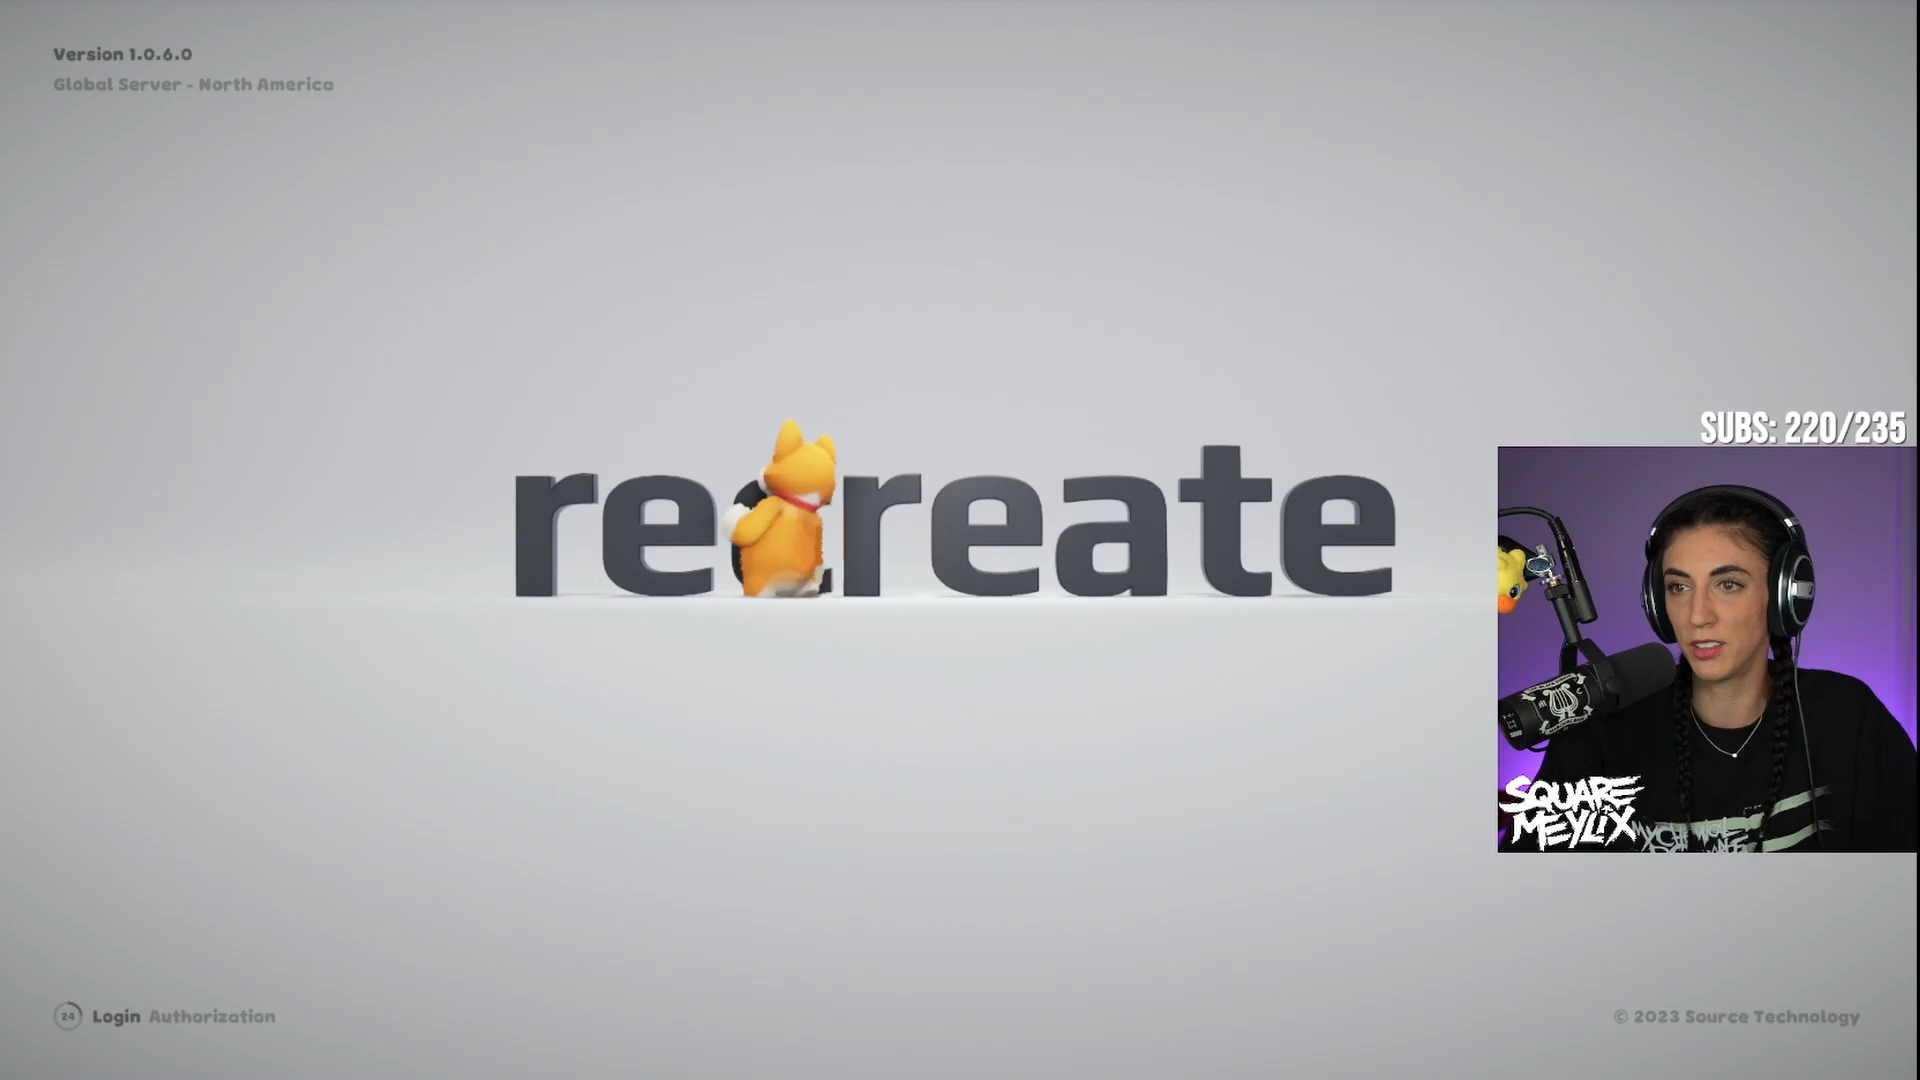 Version 1.0.6.0
Global Server - North America
recreate
SUBS: 220/235
SQUARE
MEYLIX
24 Login Authorization
© 2023 Source Technology